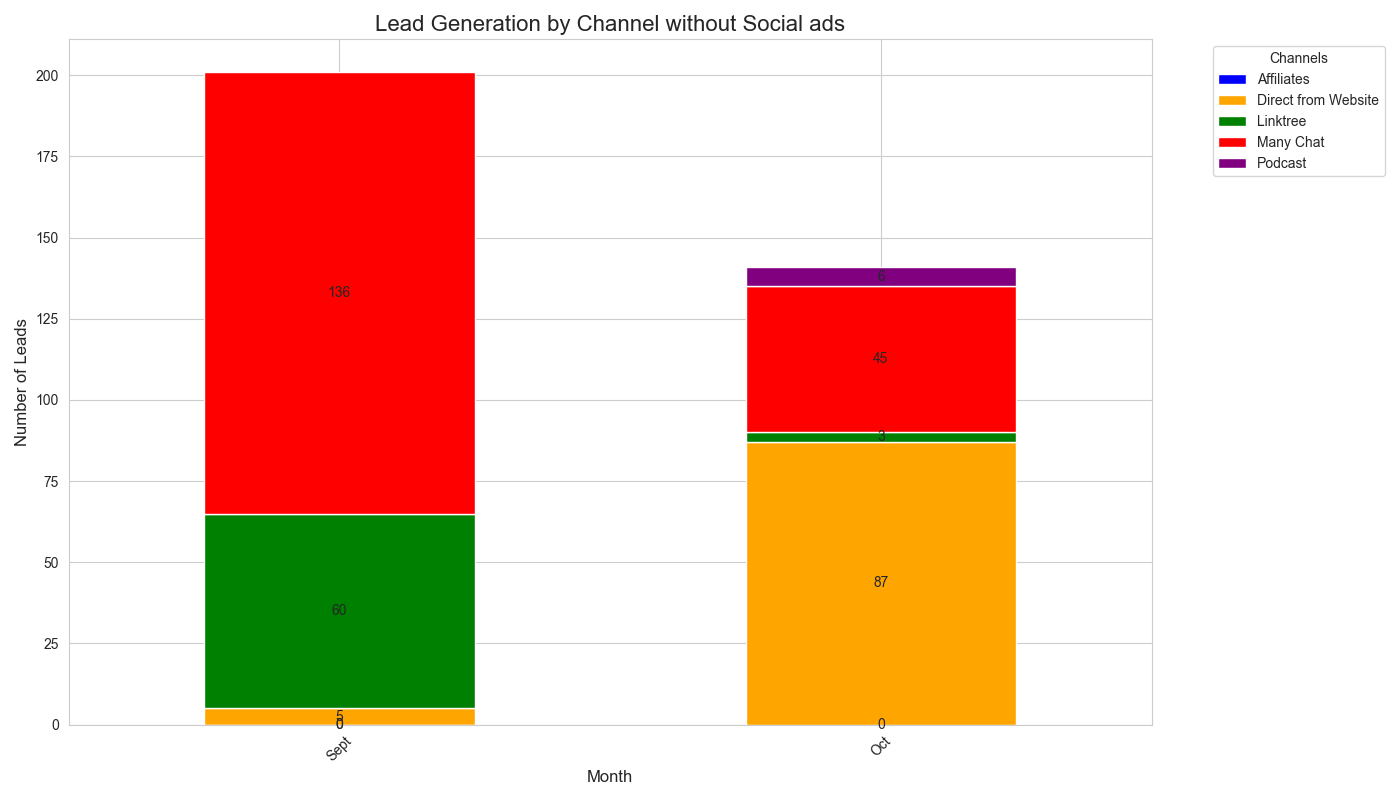 Lead Generation by Channel without Social ads
Channels
Affiliates
Direct from Website
Linktree
Many Chat
Podcast
Number of Leads
200
175
150
125
100
75
50
25
0
136
60
5
0
6
45
3
87
0
Sept
Oct
Month